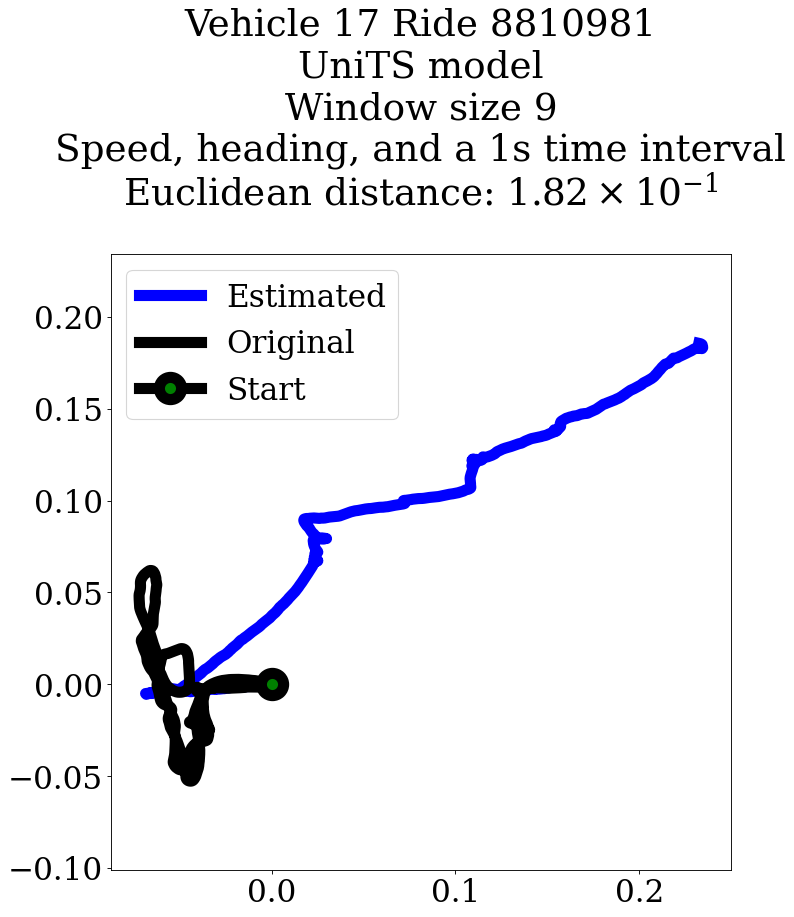 Vehicle 17 Ride 8810981
UniTS model
Window size 9
Speed, heading, and a 1s time interval
Euclidean distance: 1.82 × 10⁻¹
Estimated
Original
Start
0.20
0.15
0.10
0.05
0.00
−0.05
−0.10
0.0 0.1 0.2